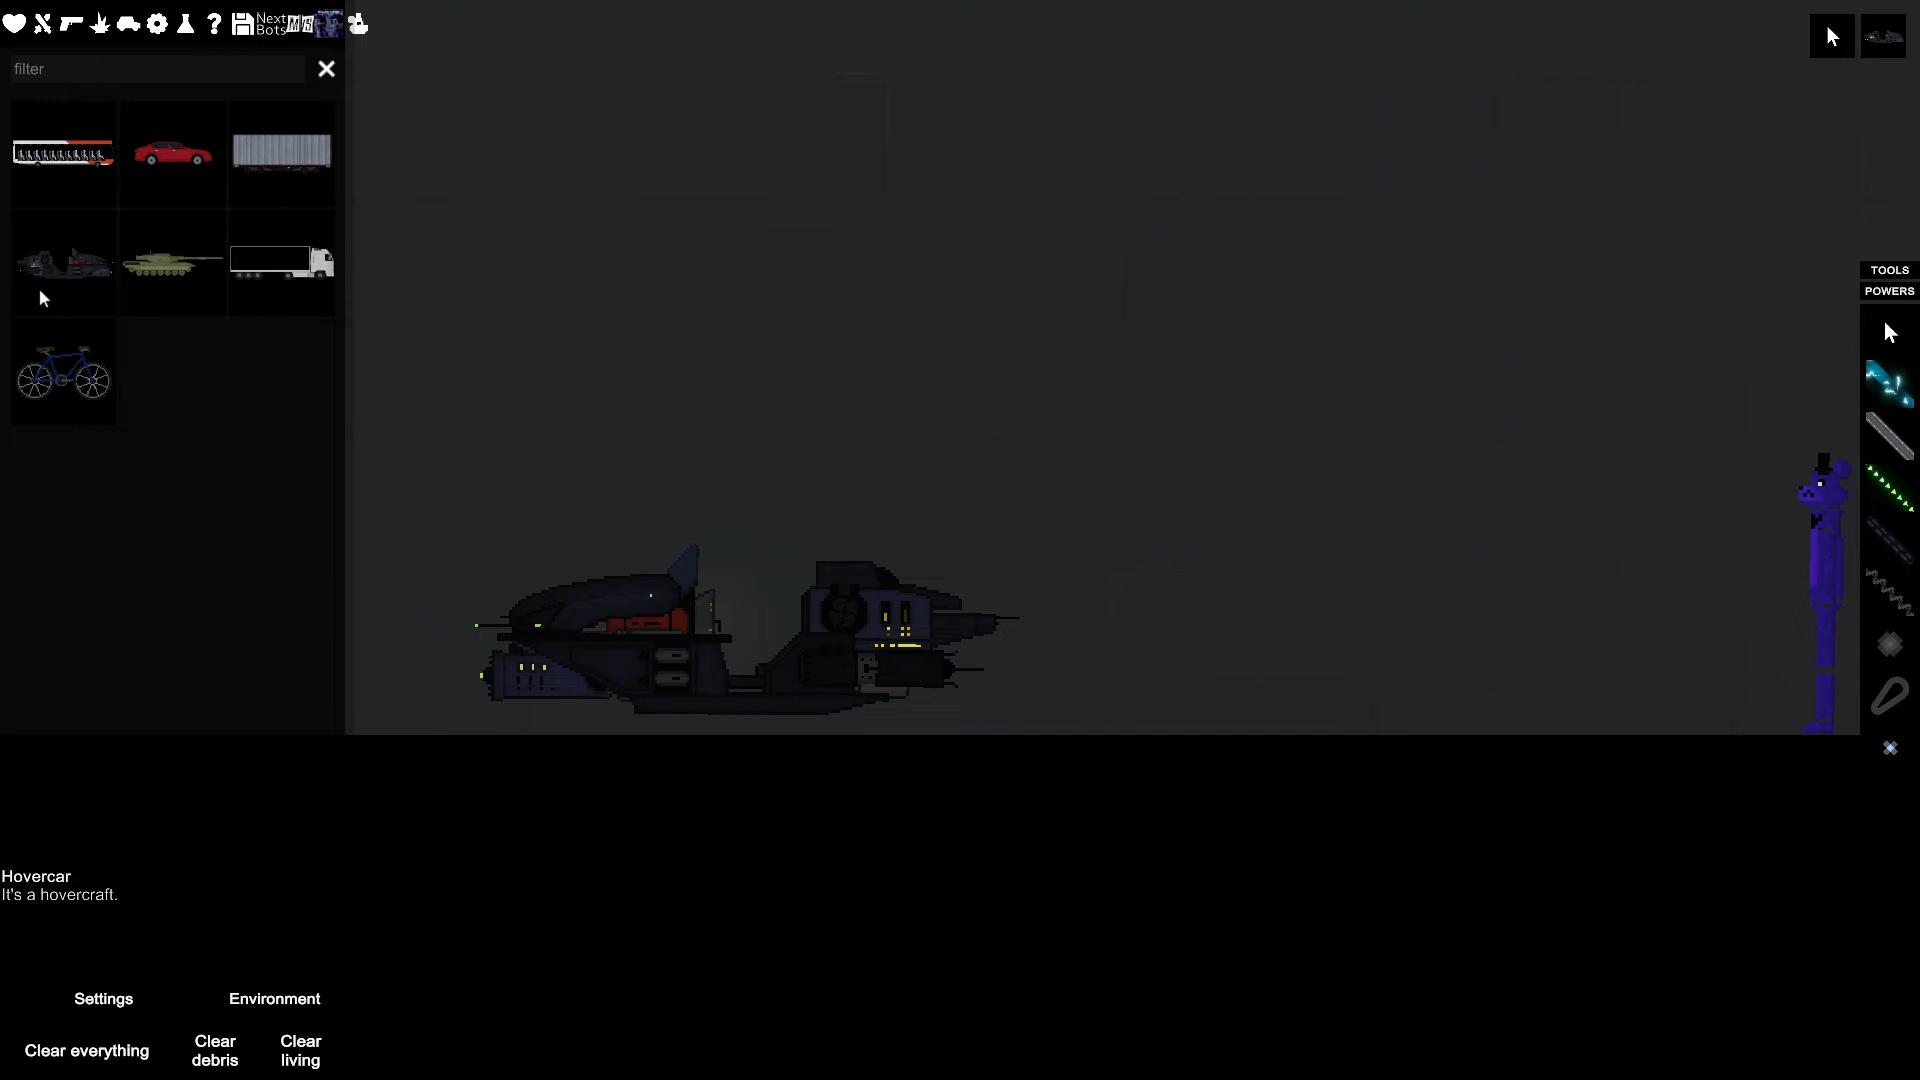 Next
Bots
filter
TOOLS
POWERS
Hovercar
It's a hovercraft.
Settings
Environment
Clear everything
Clear
debris
Clear
living